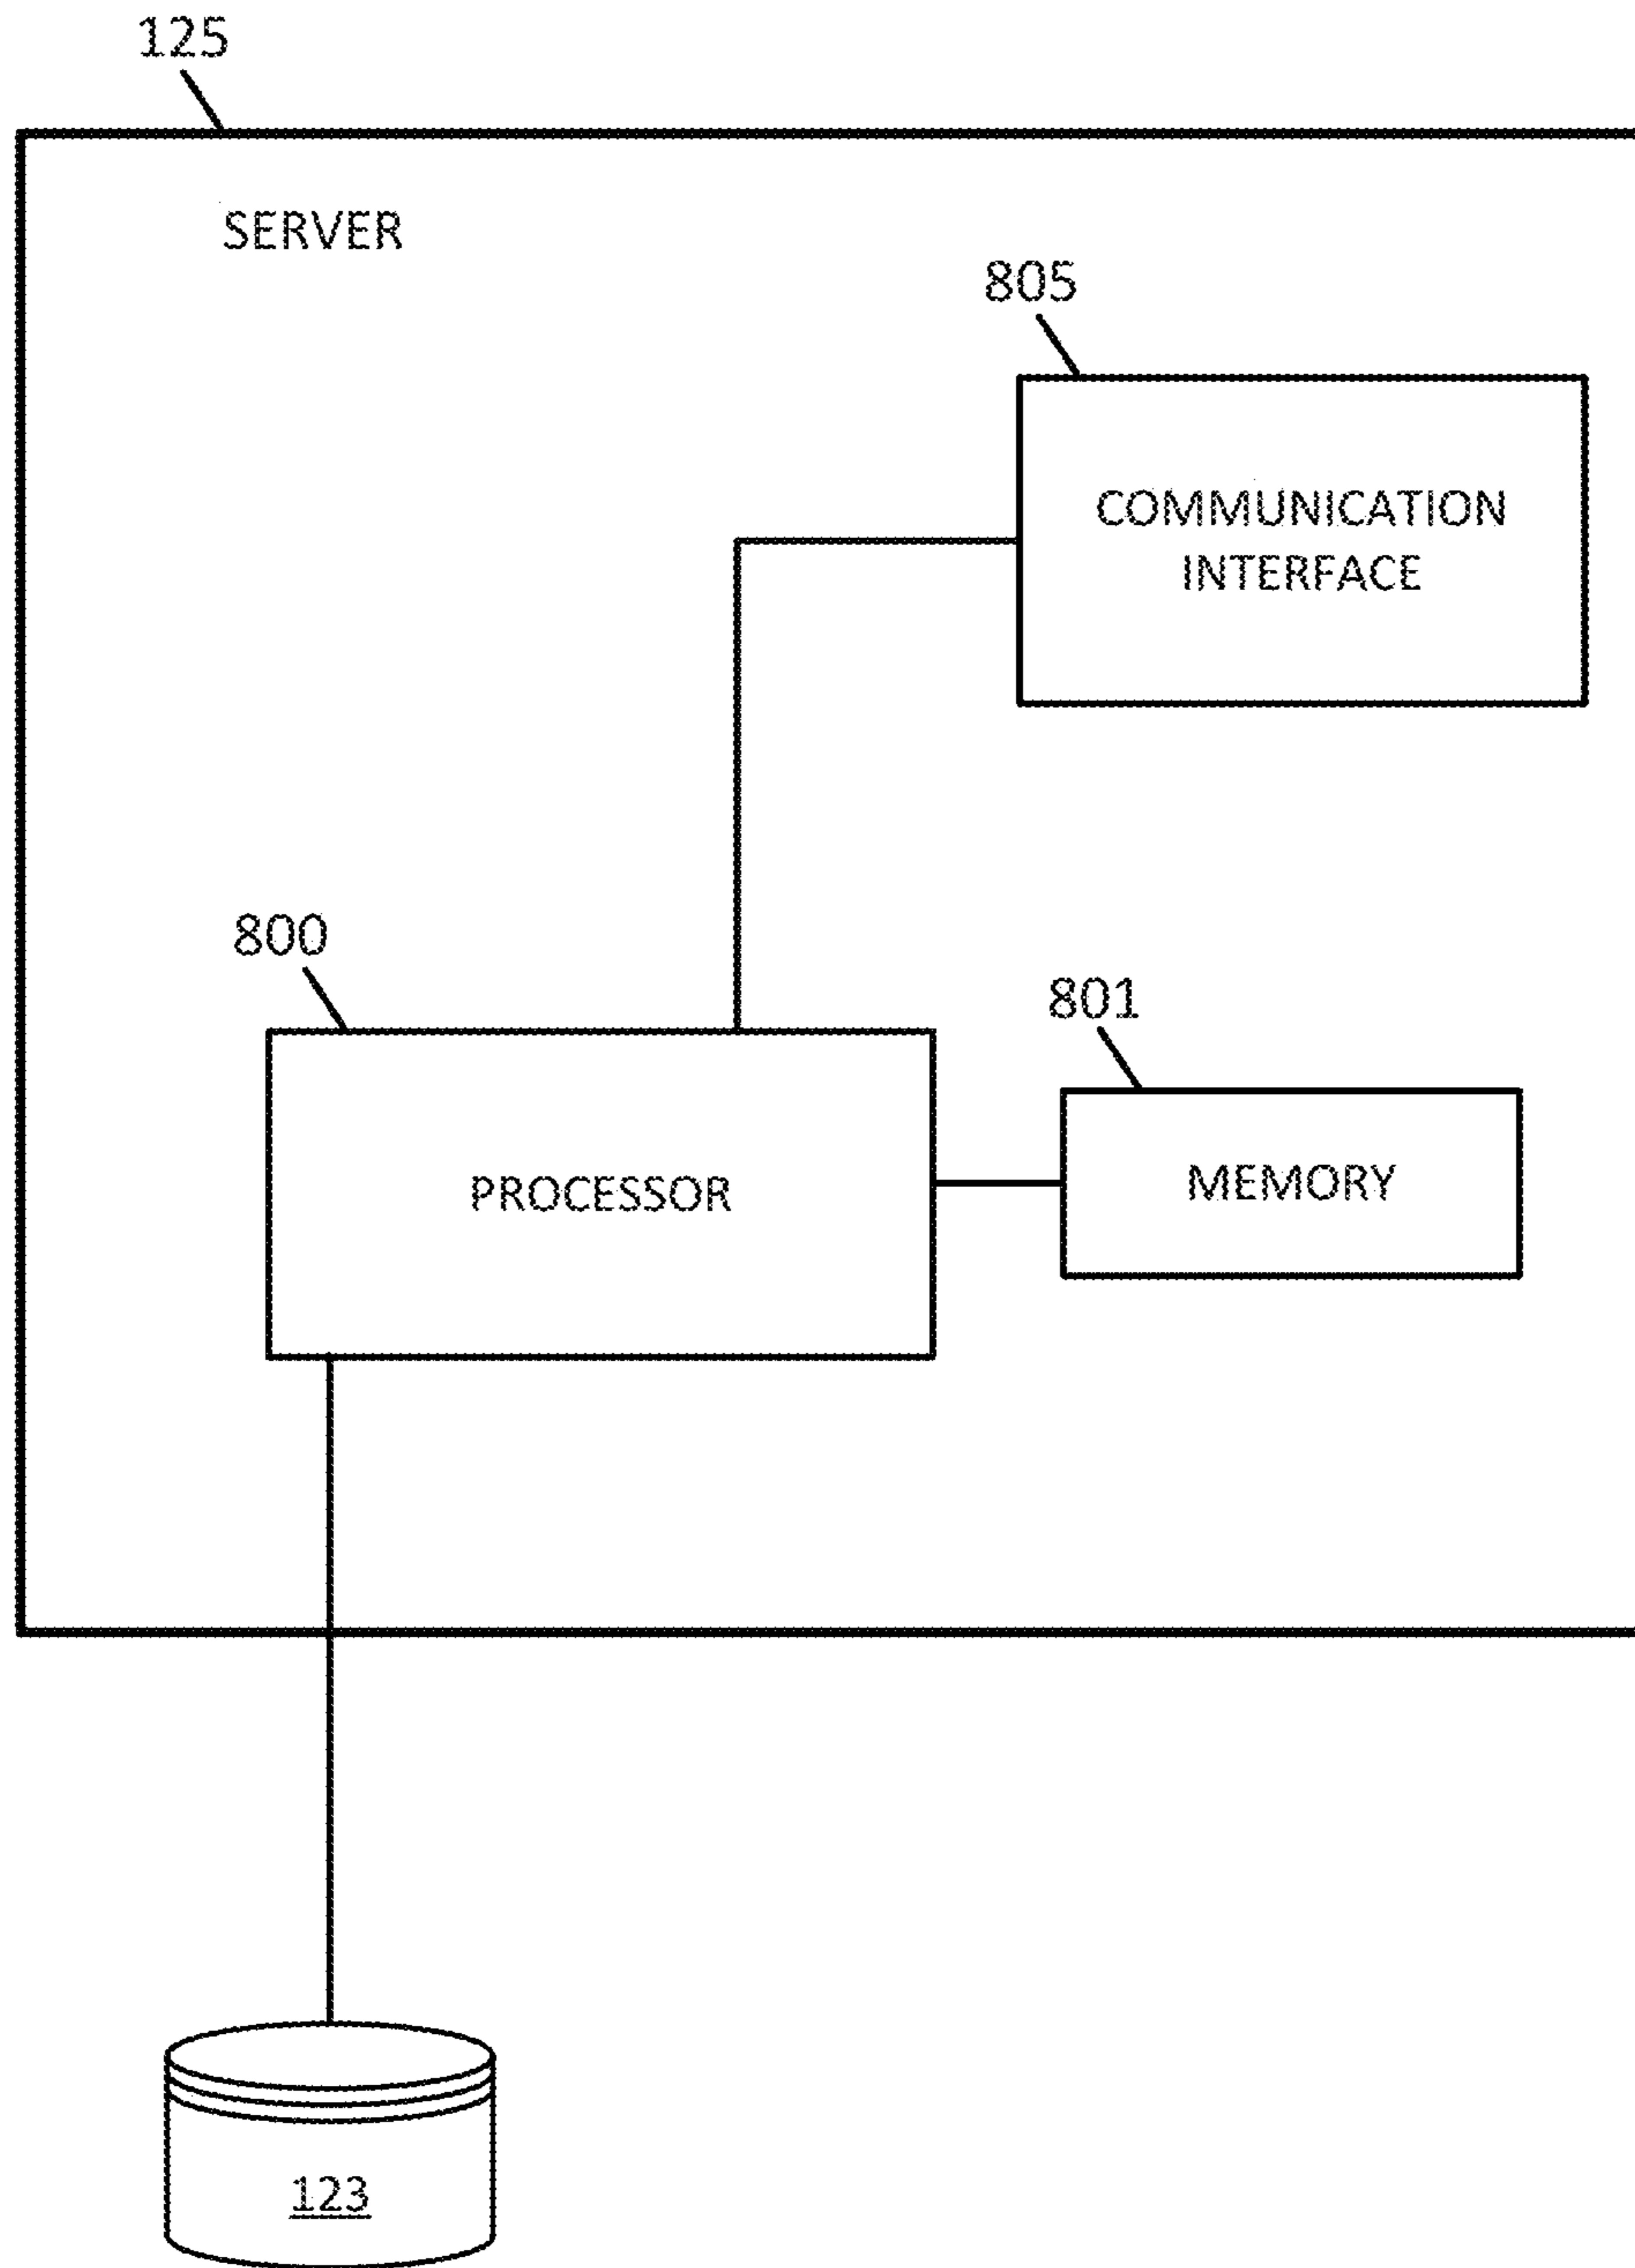 125
SERVER
805
COMMUNICATION
INTERFACE
800
801
PROCESSOR
MEMORY
123